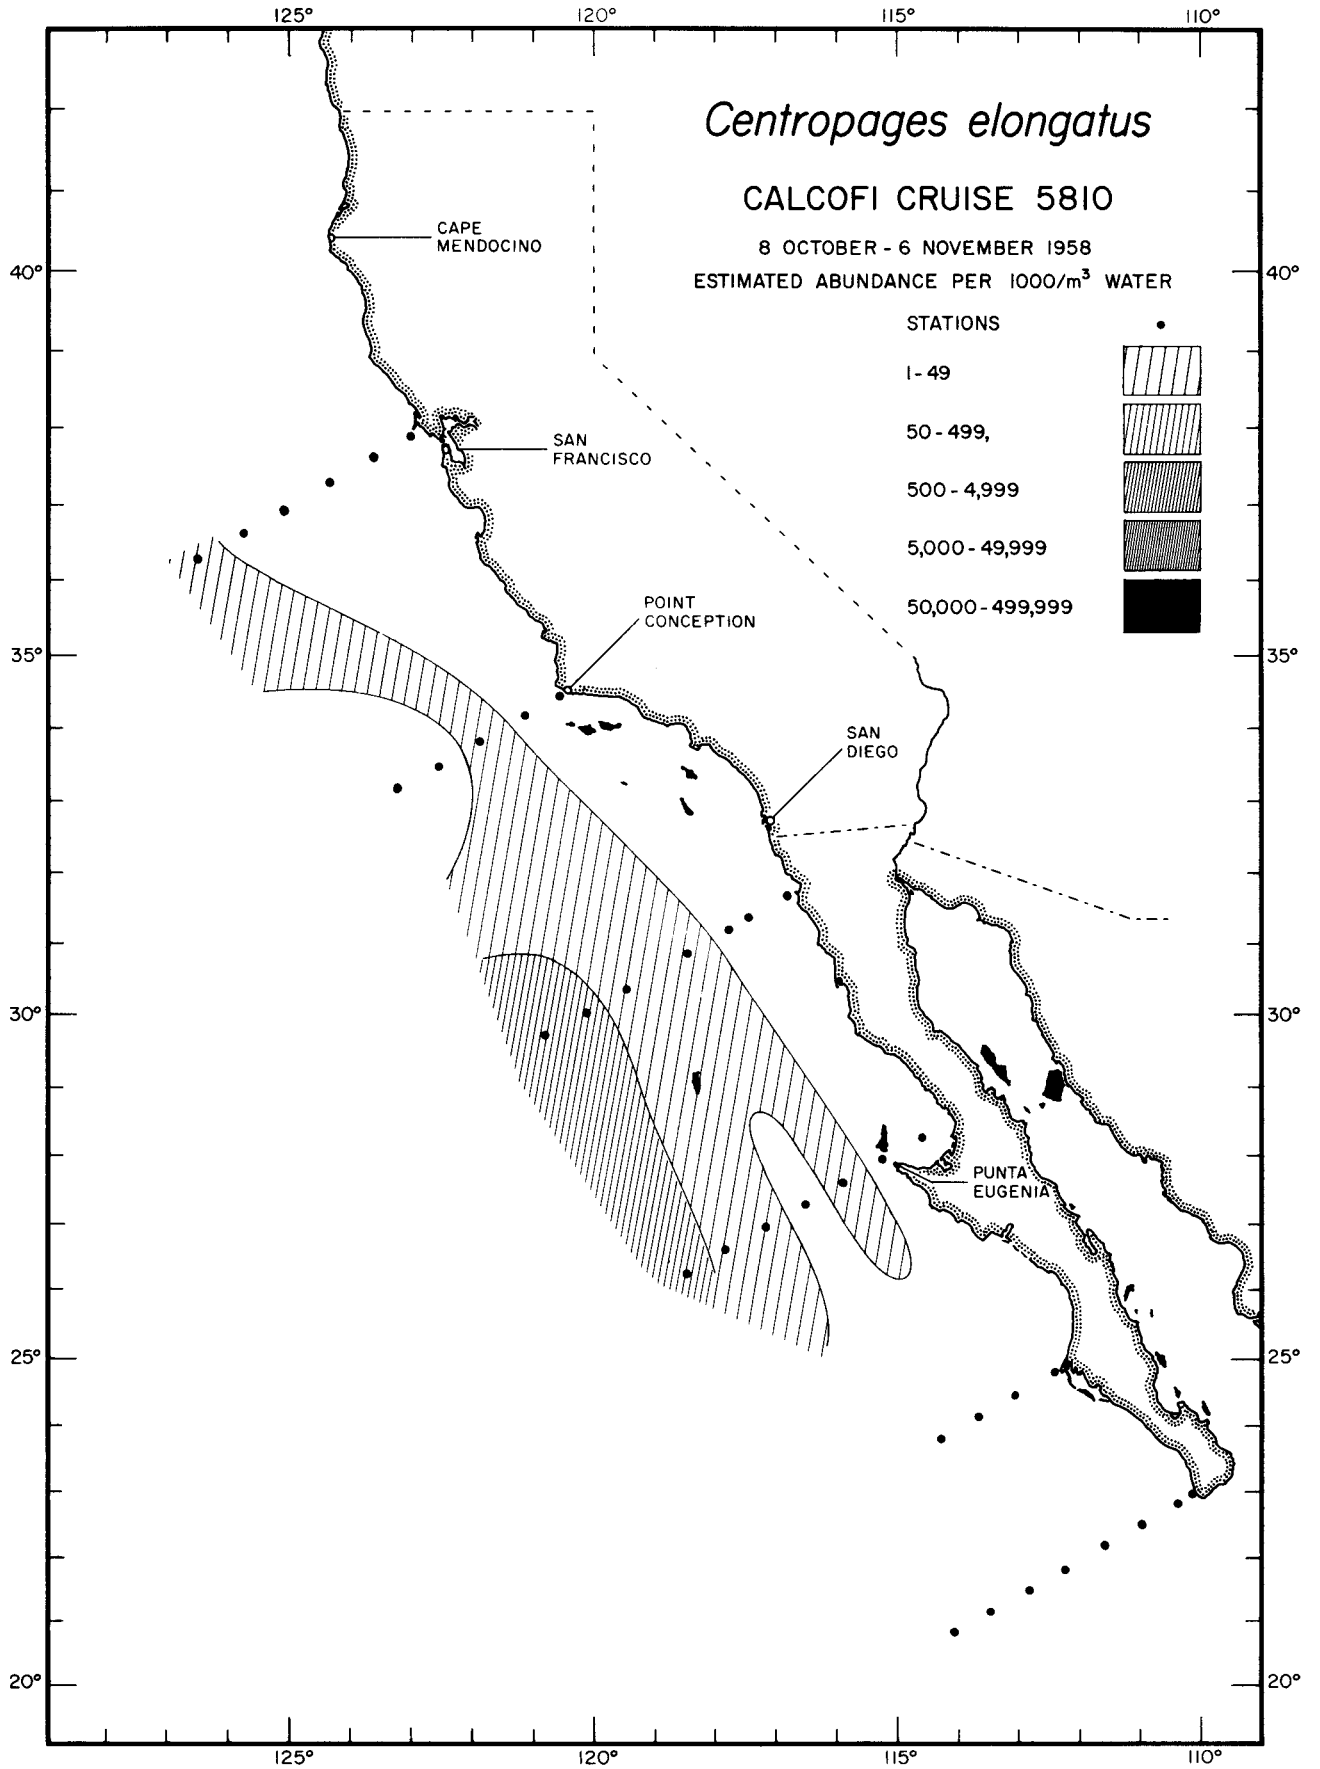 125° 120° 115° 110°
Centropages elongatus
CALCOFI CRUISE 5810
8 OCTOBER - 6 NOVEMBER 1958
ESTIMATED ABUNDANCE PER 1000/m³ WATER
STATIONS
1 - 49
50 - 499,
500 - 4,999
5,000 - 49,999
50,000 - 499,999
CAPE
MENDOCINO
40° 40°
SAN
FRANCISCO
POINT
CONCEPTION
35° 35°
SAN
DIEGO
30° 30°
PUNTA
EUGENIA
25° 25°
20° 20°
125° 120° 115° 110°